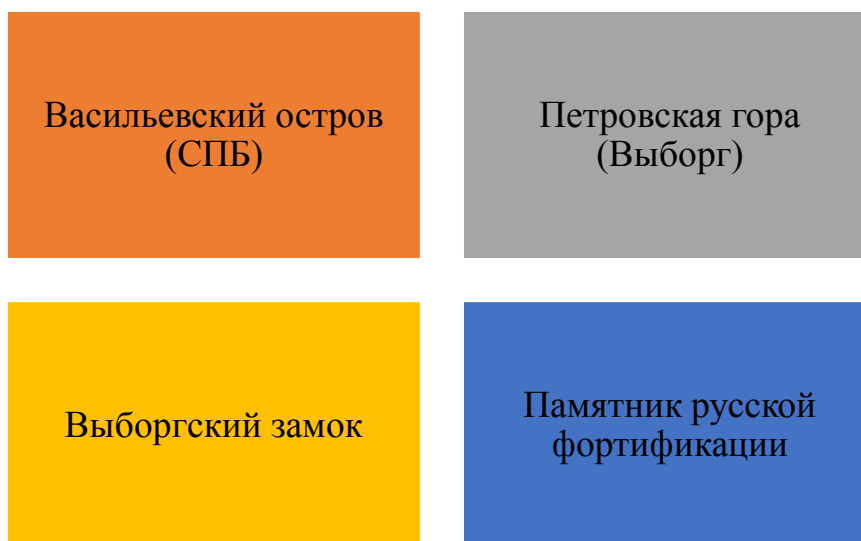 Васильевский остров
(СПБ)
Петровская гора
(Выборг)
Выборгский замок
Памятник русской
фортификации